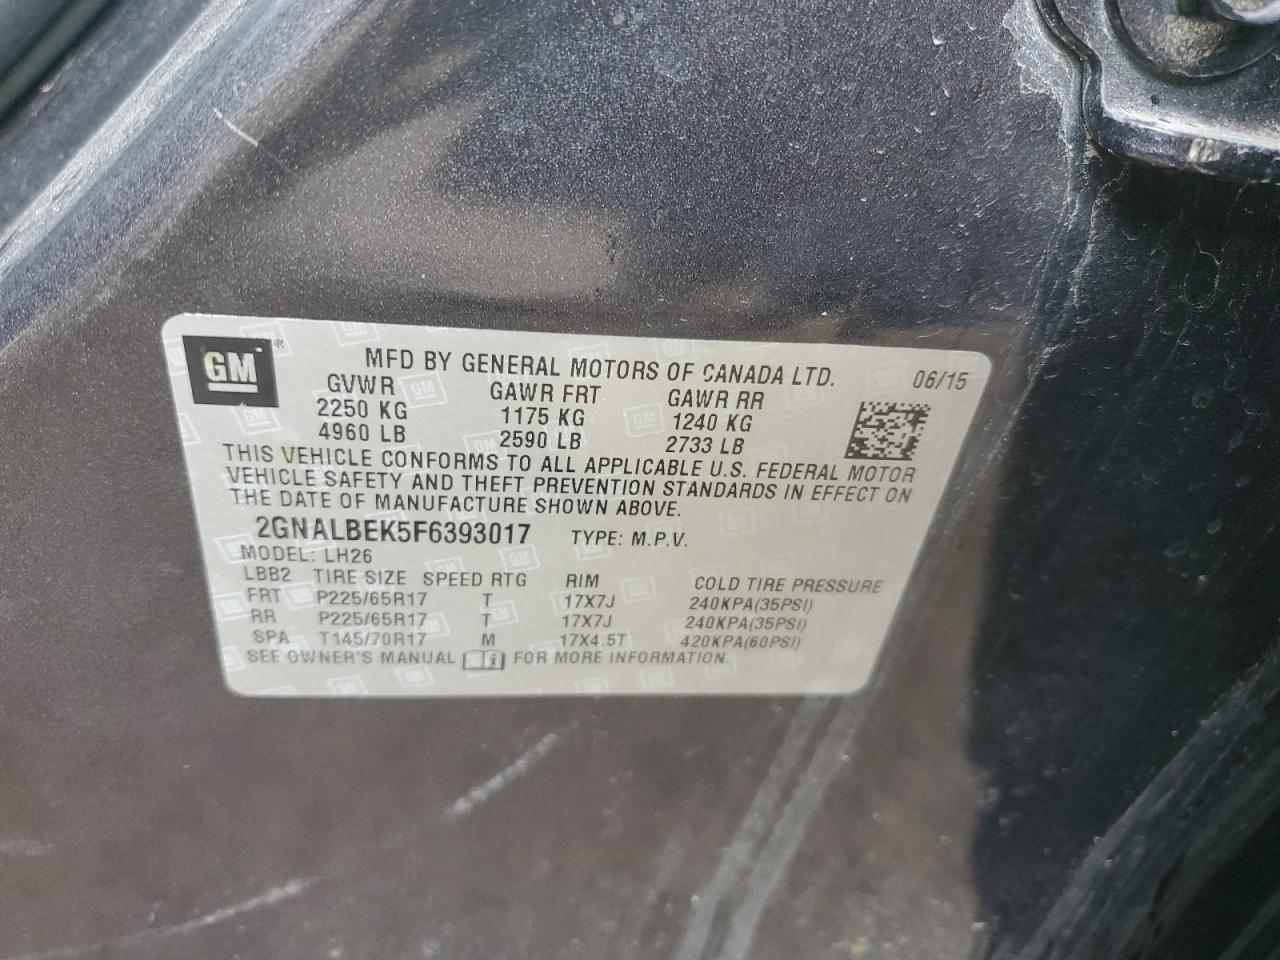 GM
MFD BY GENERAL MOTORS OF CANADA LTD. 06/15
GVWR GAWR FRT GAWR RR
2250 KG 1175 KG 1240 KG
4960 LB 2590 LB 2733 LB
THIS VEHICLE CONFORMS TO ALL APPLICABLE U.S. FEDERAL MOTOR
VEHICLE SAFETY AND THEFT PREVENTION STANDARDS IN EFFECT ON
THE DATE OF MANUFACTURE SHOWN ABOVE.
2GNALBEK5F6393017 TYPE: M.P.V.
MODEL: LH26
LBB2 TIRE SIZE SPEED RTG RIM COLD TIRE PRESSURE
FRT P225/65R17 T 17X7J 240KPA(35PSI)
RR P225/65R17 T 17X7J 240KPA(35PSI)
SPA T145/70R17 M 17X4.5T 420KPA(60PSI)
SEE OWNER'S MANUAL i FOR MORE INFORMATION